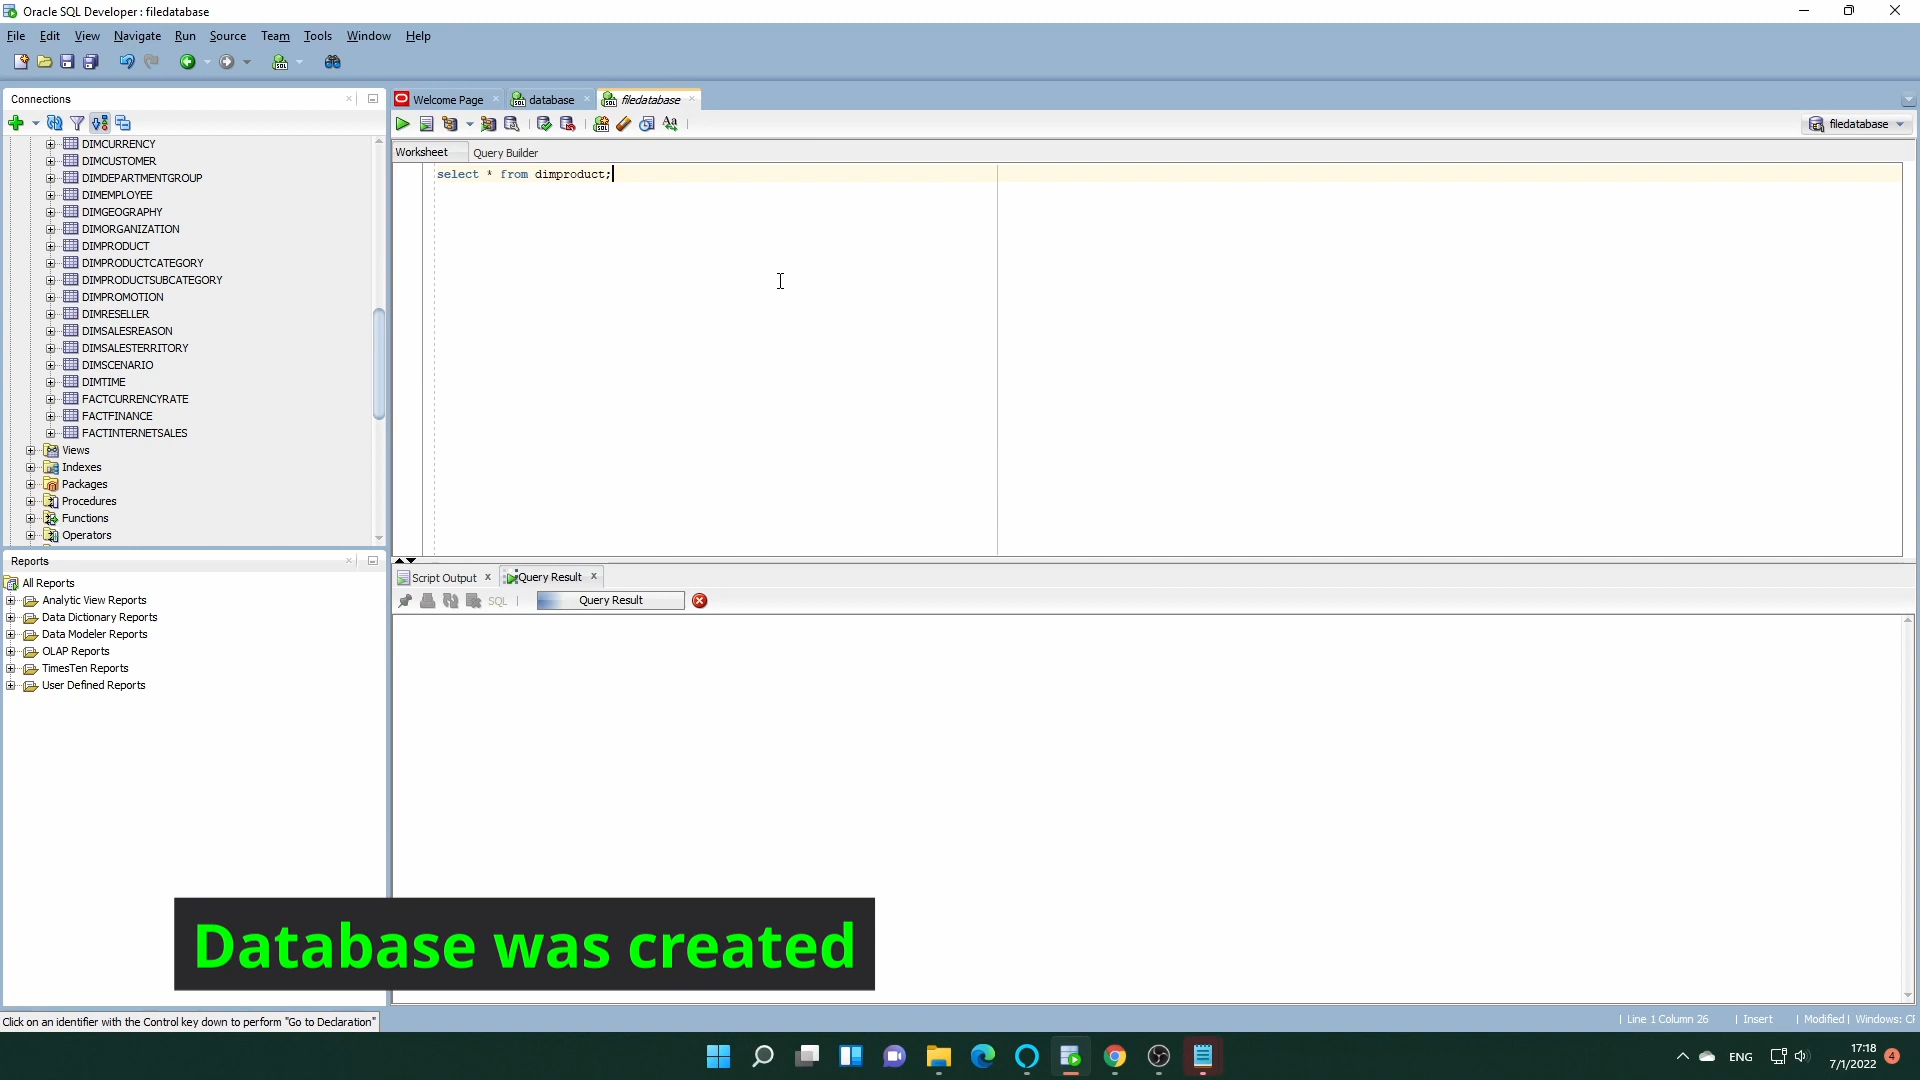 Oracle SQL Developer : filedatabase
File Edit View Navigate Run Source Team Tools Window Help
Connections
DIMCURRENCY
DIMCUSTOMER
DIMDEPARTMENTGROUP
DIMEMPLOYEE
DIMGEOGRAPHY
DIMORGANIZATION
DIMPRODUCT
DIMPRODUCTCATEGORY
DIMPRODUCTSUBCATEGORY
DIMPROMOTION
DIMRESELLER
DIMSALESREASON
DIMSALESTERRITORY
DIMSCENARIO
DIMTIME
FACTCURRENCYRATE
FACTFINANCE
FACTINTERNETSALES
Views
Indexes
Packages
Procedures
Functions
Operators
Reports
All Reports
Analytic View Reports
Data Dictionary Reports
Data Modeler Reports
OLAP Reports
TimesTen Reports
User Defined Reports
Welcome Page database filedatabase
Aa
filedatabase
Worksheet Query Builder
select * from dimproduct;
Script Output Query Result
SQL Query Result
Database was created
Click on an identifier with the Control key down to perform "Go to Declaration"
Line 1 Column 26 Insert Modified Windows: CF
ENG
17:18
7/1/2022
4